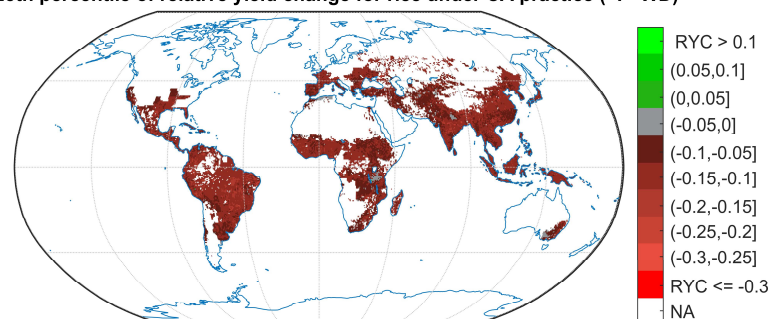 percentile of relative yield change for rice under CA practice
RYC > 0.1
(0.05,0.1]
(0,0.05]
(-0.05,0]
(-0.1,-0.05]
(-0.15,-0.1]
(-0.2,-0.15]
(-0.25,-0.2]
(-0.3,-0.25]
RYC <= -0.3
NA